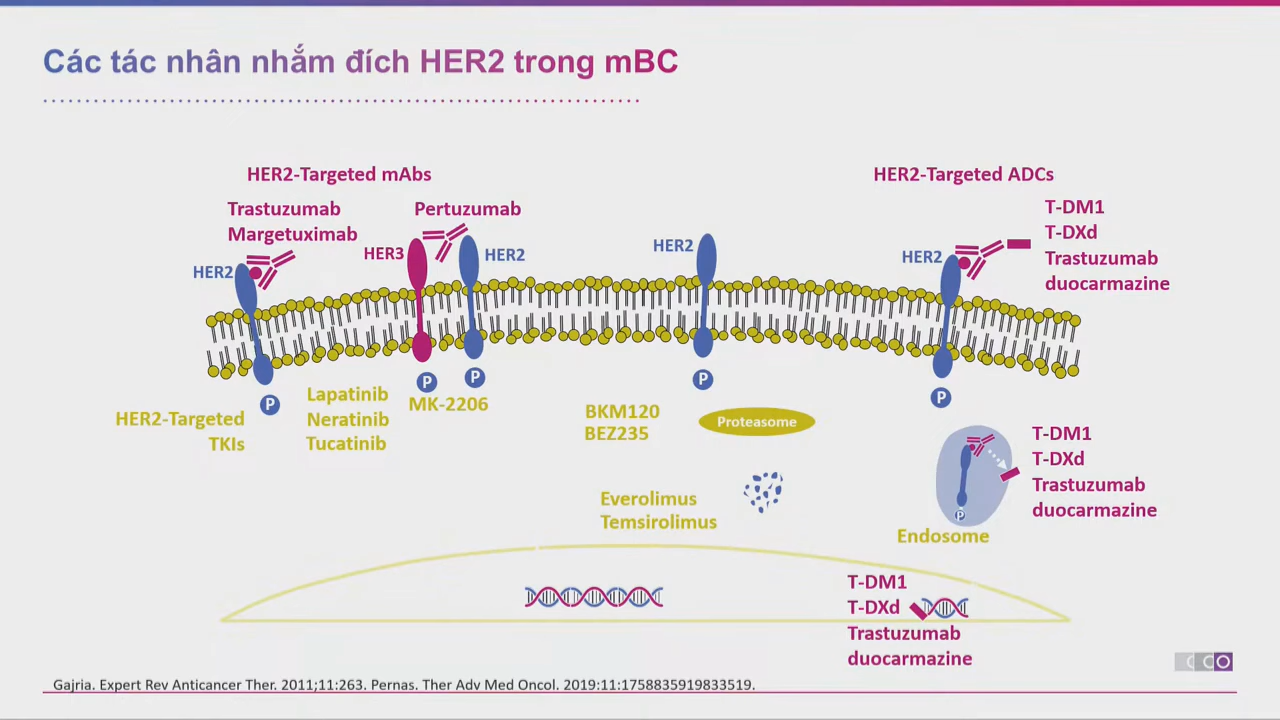 Các tác nhân nhắm đích HER2 trong mBC
HER2-Targeted mAbs
Trastuzumab
Margetuximab
Pertuzumab
HER2
HER3
HER2
HER2
HER2-Targeted ADCs
T-DM1
T-DXd
Trastuzumab
duocarmazine
HER2
P
P
P
P
P
HER2-Targeted
TKIs
Lapatinib
Neratinib
Tucatinib
MK-2206
BKM120
BEZ235
Proteasome
Everolimus
Temsirolimus
T-DM1
T-DXd
Trastuzumab
duocarmazine
P
Endosome
T-DM1
T-DXd
Trastuzumab
duocarmazine
CCO
Gajria. Expert Rev Anticancer Ther. 2011;11:263. Pernas. Ther Adv Med Oncol. 2019:11:1758835919833519.